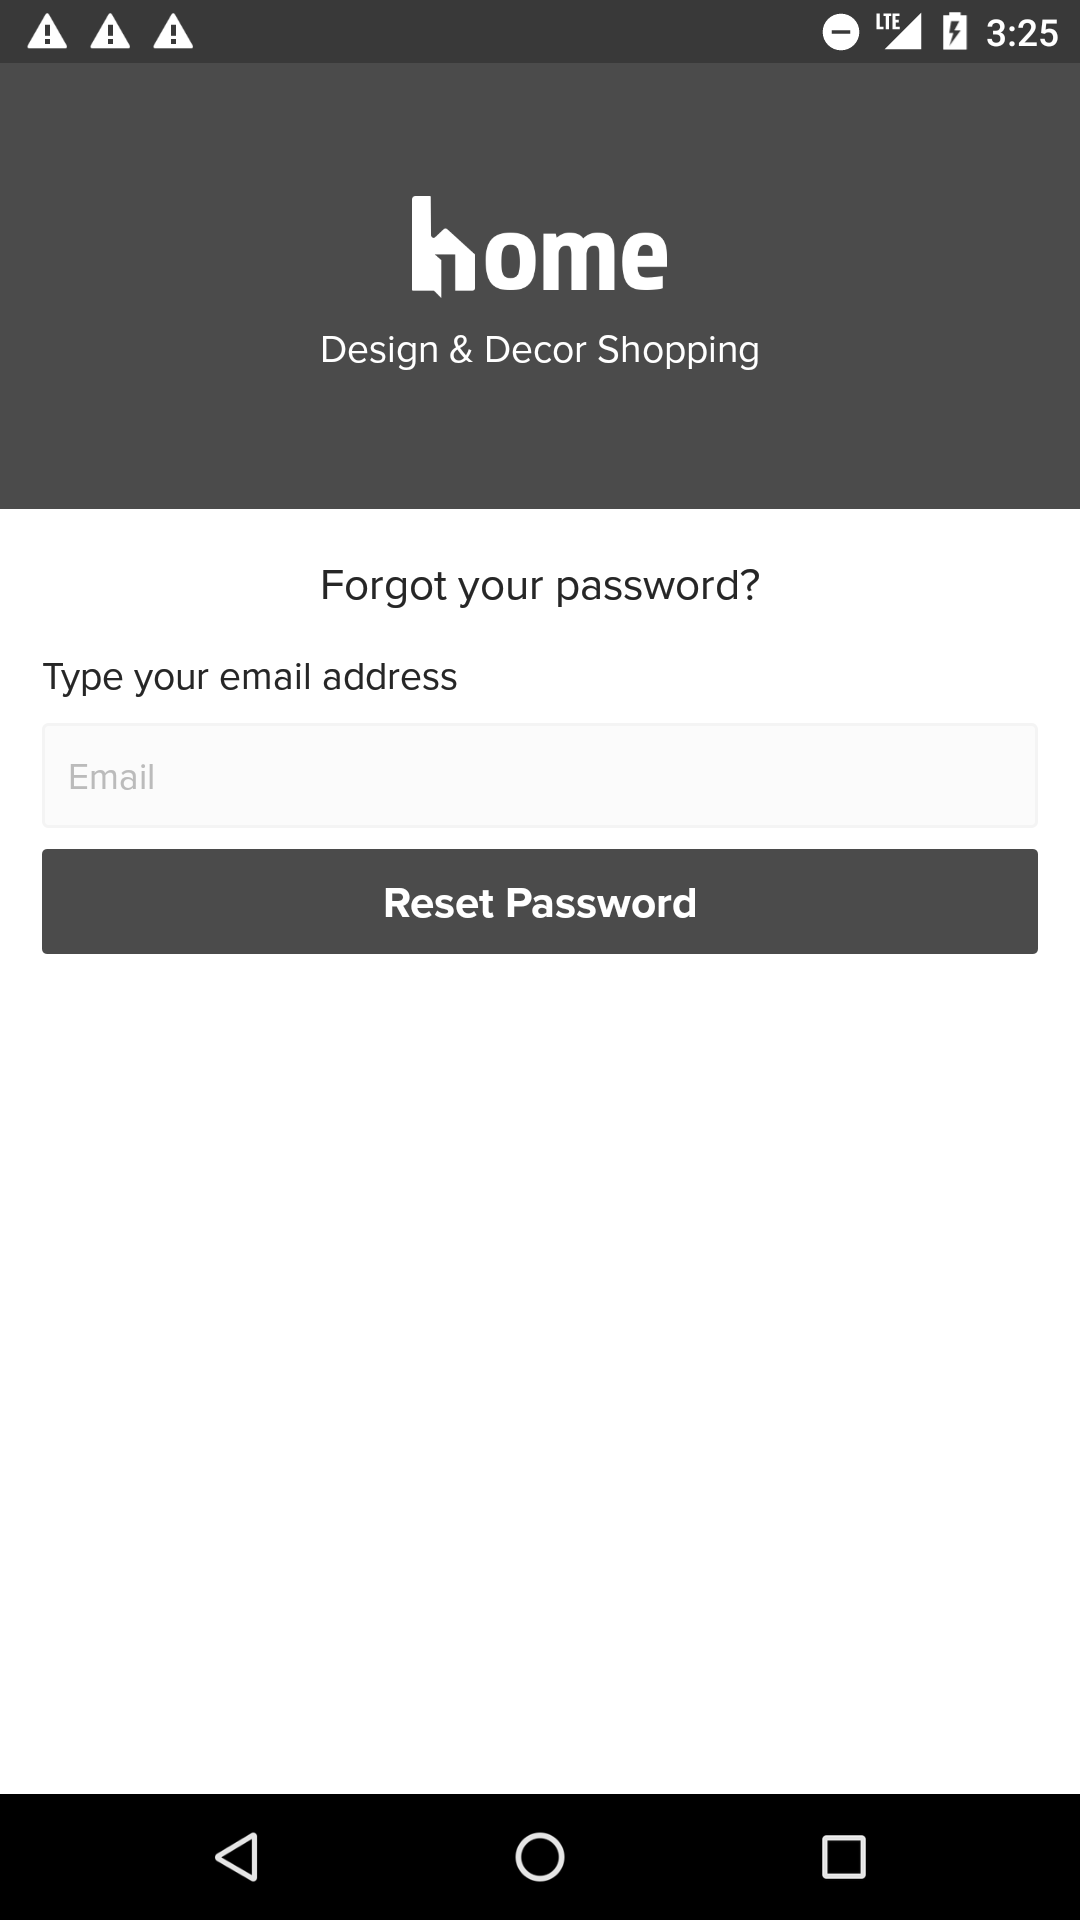 LTE 3:25
home
Design & Decor Shopping
Forgot your password?
Type your email address
Email
Reset Password